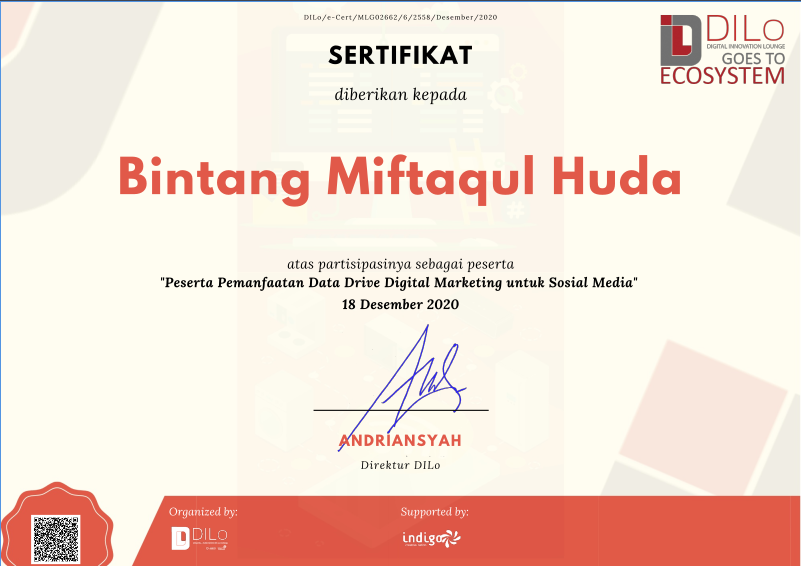 DILo/e-Cert/MLG02662/6/2558/Desember/2020
DILo
DIGITAL INNOVATION LOUNGE
GOES TO
ECOSYSTEM
SERTIFIKAT
diberikan kepada
Bintang Miftaqul Huda
atas partisipasinya sebagai peserta
"Peserta Pemanfaatan Data Drive Digital Marketing untuk Sosial Media"
18 Desember 2020
ANDRIANSYAH
Direktur DILo
Organized by:
Supported by:
DILo
indigo